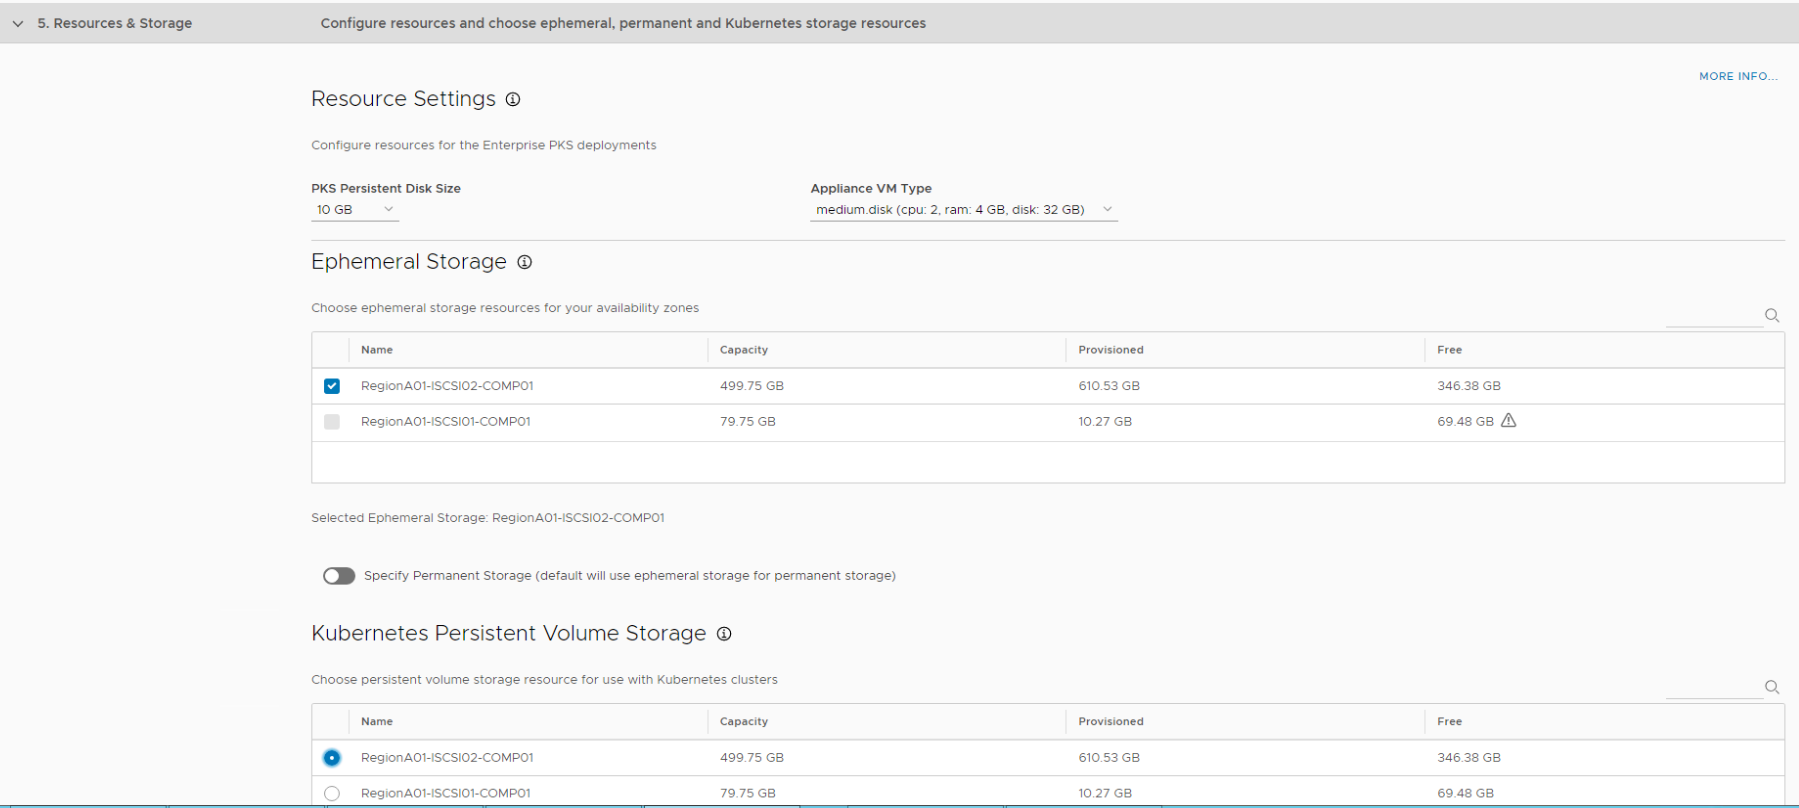 5. Resources & Storage Configure resources and choose ephemeral, permanent and Kubernetes storage resources
MORE INFO...
Resource Settings
Configure resources for the Enterprise PKS deployments
PKS Persistent Disk Size Appliance VM Type
10 GB medium.disk (cpu: 2, ram: 4 GB, disk: 32 GB)
Ephemeral Storage
Choose ephemeral storage resources for your availability zones
Name Capacity Provisioned Free
RegionA01-ISCSI02-COMP01 499.75 GB 610.53 GB 346.38 GB
RegionA01-ISCSI01-COMP01 79.75 GB 10.27 GB 69.48 GB
Selected Ephemeral Storage: RegionA01-ISCSI02-COMP01
Specify Permanent Storage (default will use ephemeral storage for permanent storage)
Kubernetes Persistent Volume Storage
Choose persistent volume storage resource for use with Kubernetes clusters
Name Capacity Provisioned Free
RegionA01-ISCSI02-COMP01 499.75 GB 610.53 GB 346.38 GB
RegionA01-ISCSI01-COMP01 79.75 GB 10.27 GB 69.48 GB